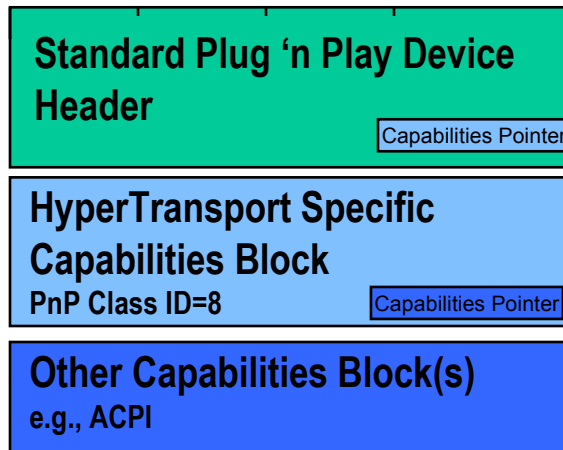 Standard Plug ‘n Play Device
Header
Capabilities Pointer
HyperTransport Specific
Capabilities Block
PnP Class ID=8
Capabilities Pointer
Other Capabilities Block(s)
e.g., ACPI